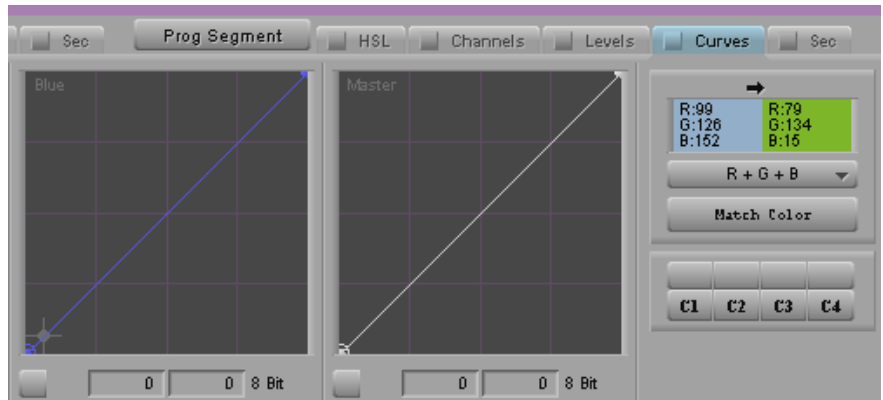 Sec
Prog Segment
HSL
Channels
Levels
Curves
Sec
Blue
Master
R:99
G:126
B:152
R:79
G:134
B:15
R + G + B
Match Color
C1 C2 C3 C4
0 0 8 Bit
0 0 8 Bit